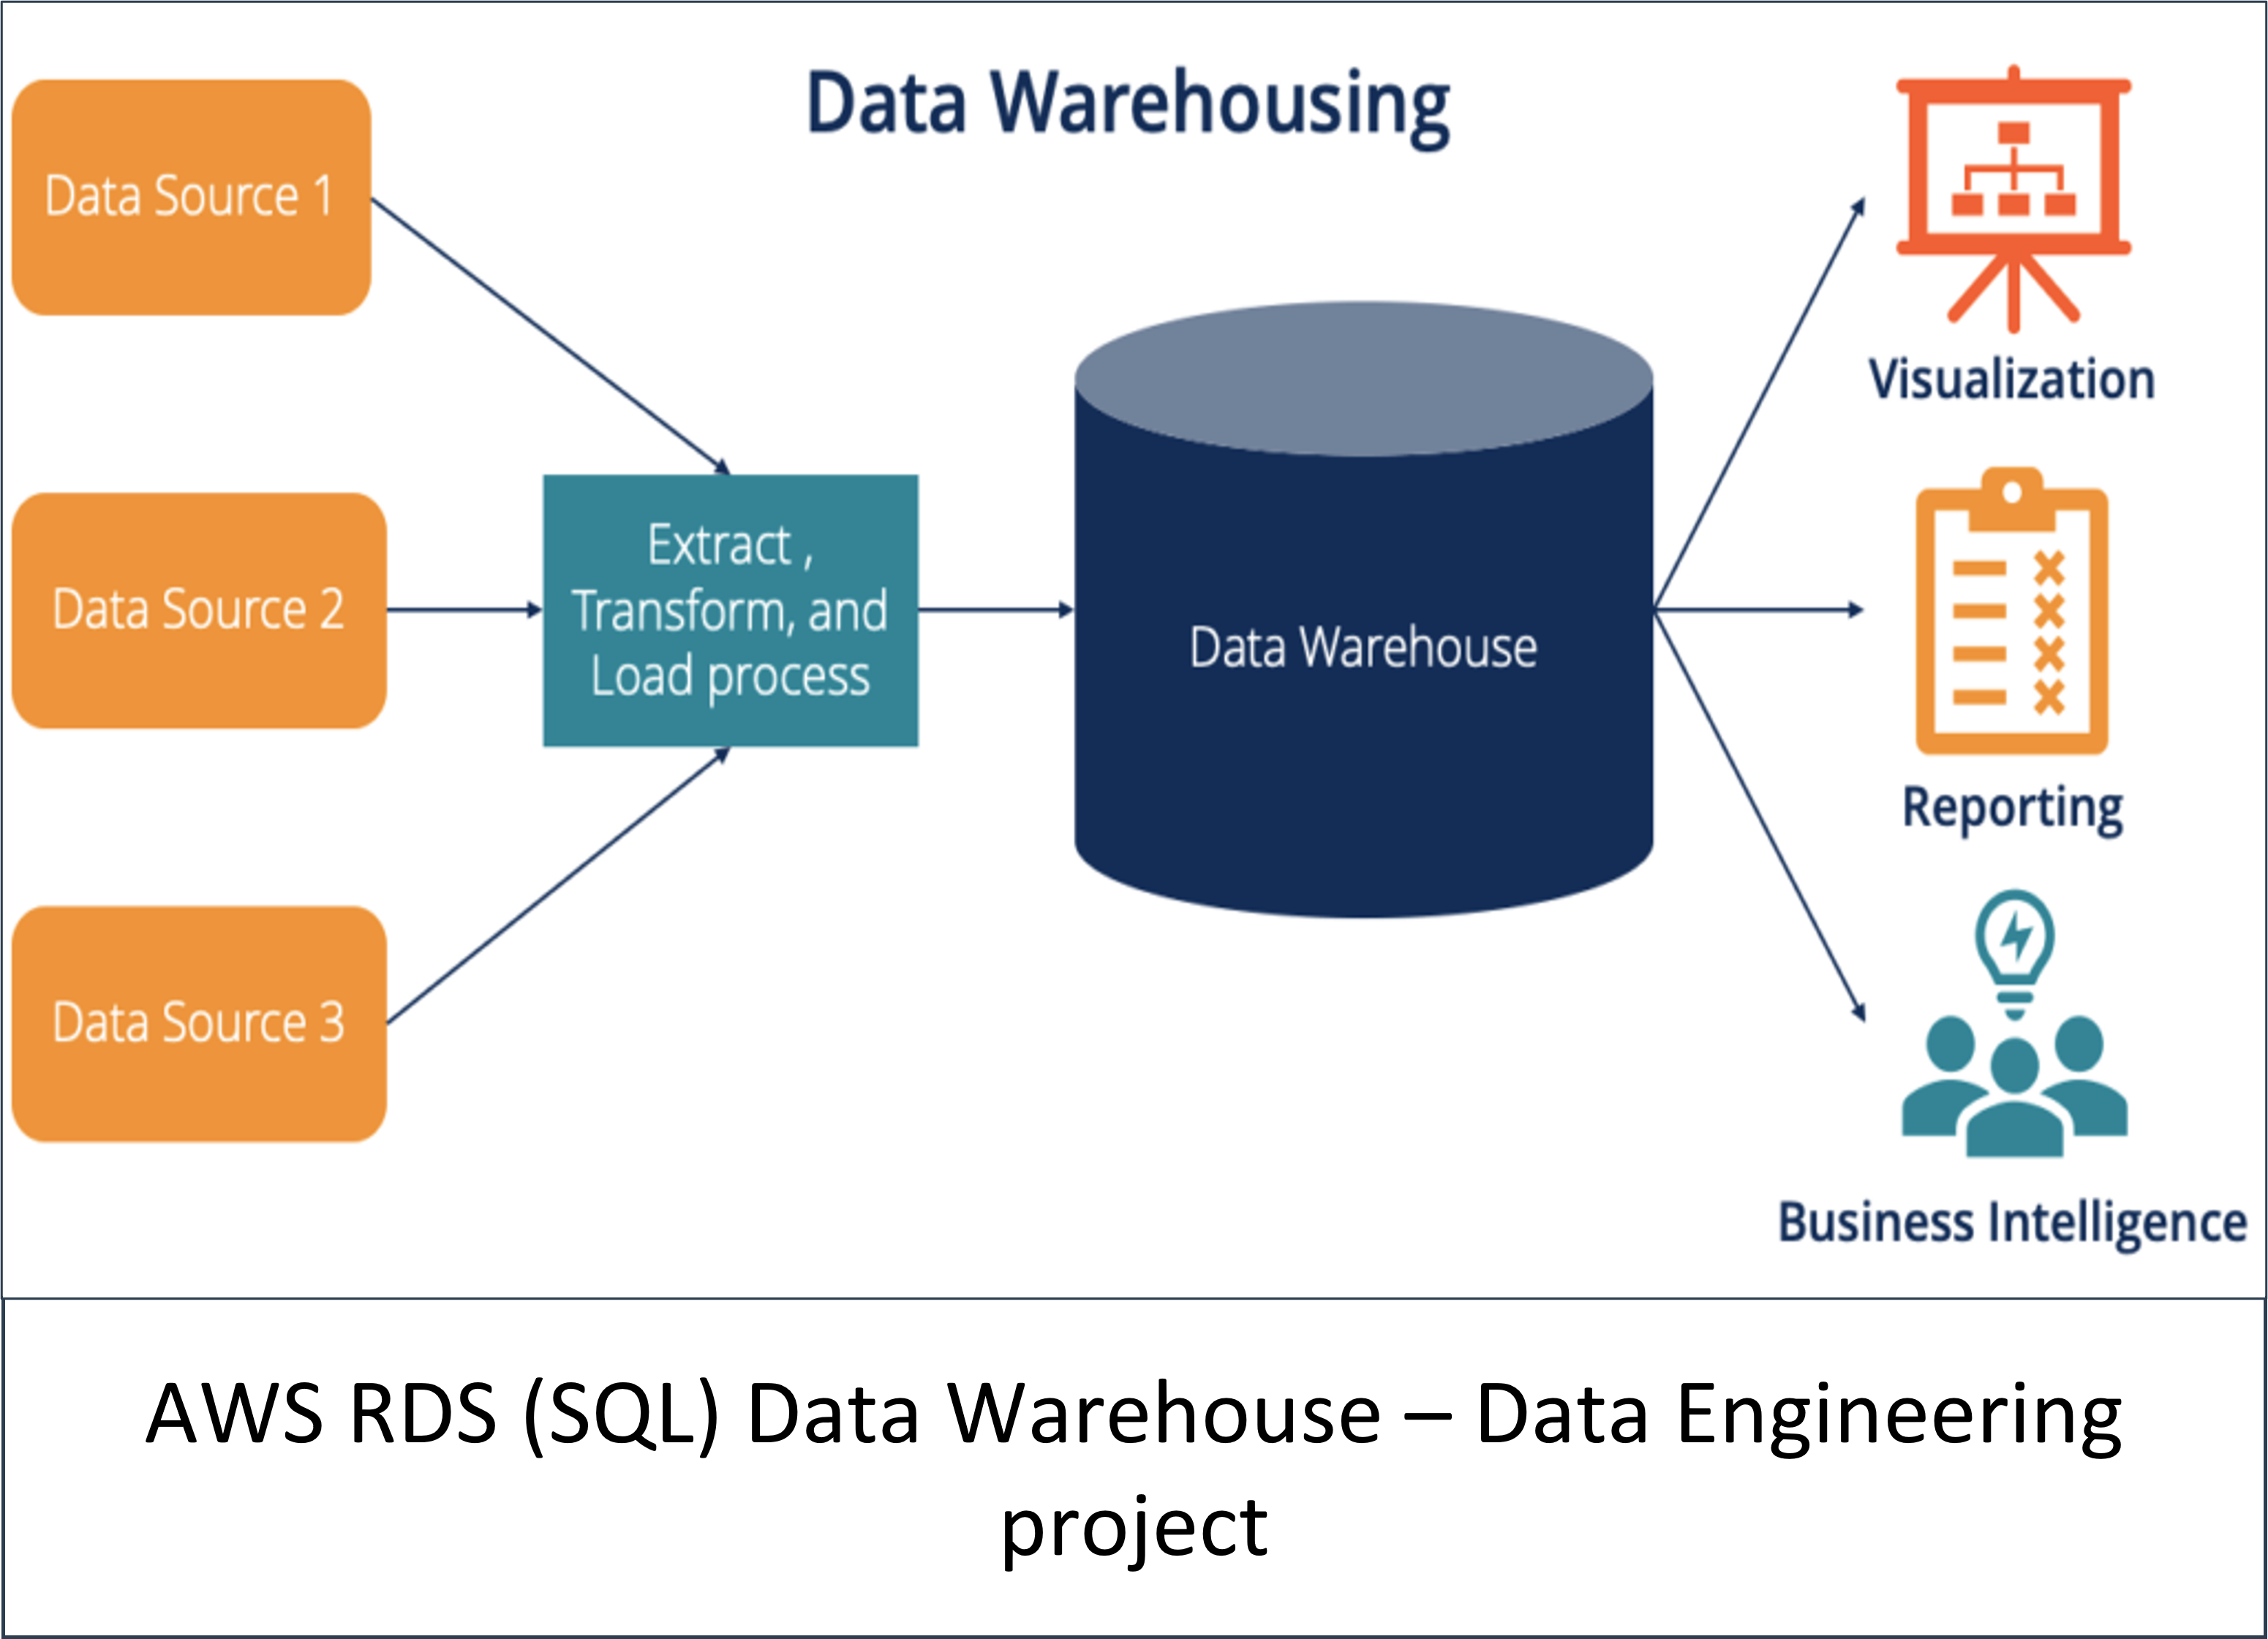 Data Warehousing
Data Source 1
Data Source 2
Data Source 3
Extract ,
Transform, and
Load process
Data Warehouse
Visualization
Reporting
Business Intelligence
AWS RDS (SQL) Data Warehouse – Data Engineering
project